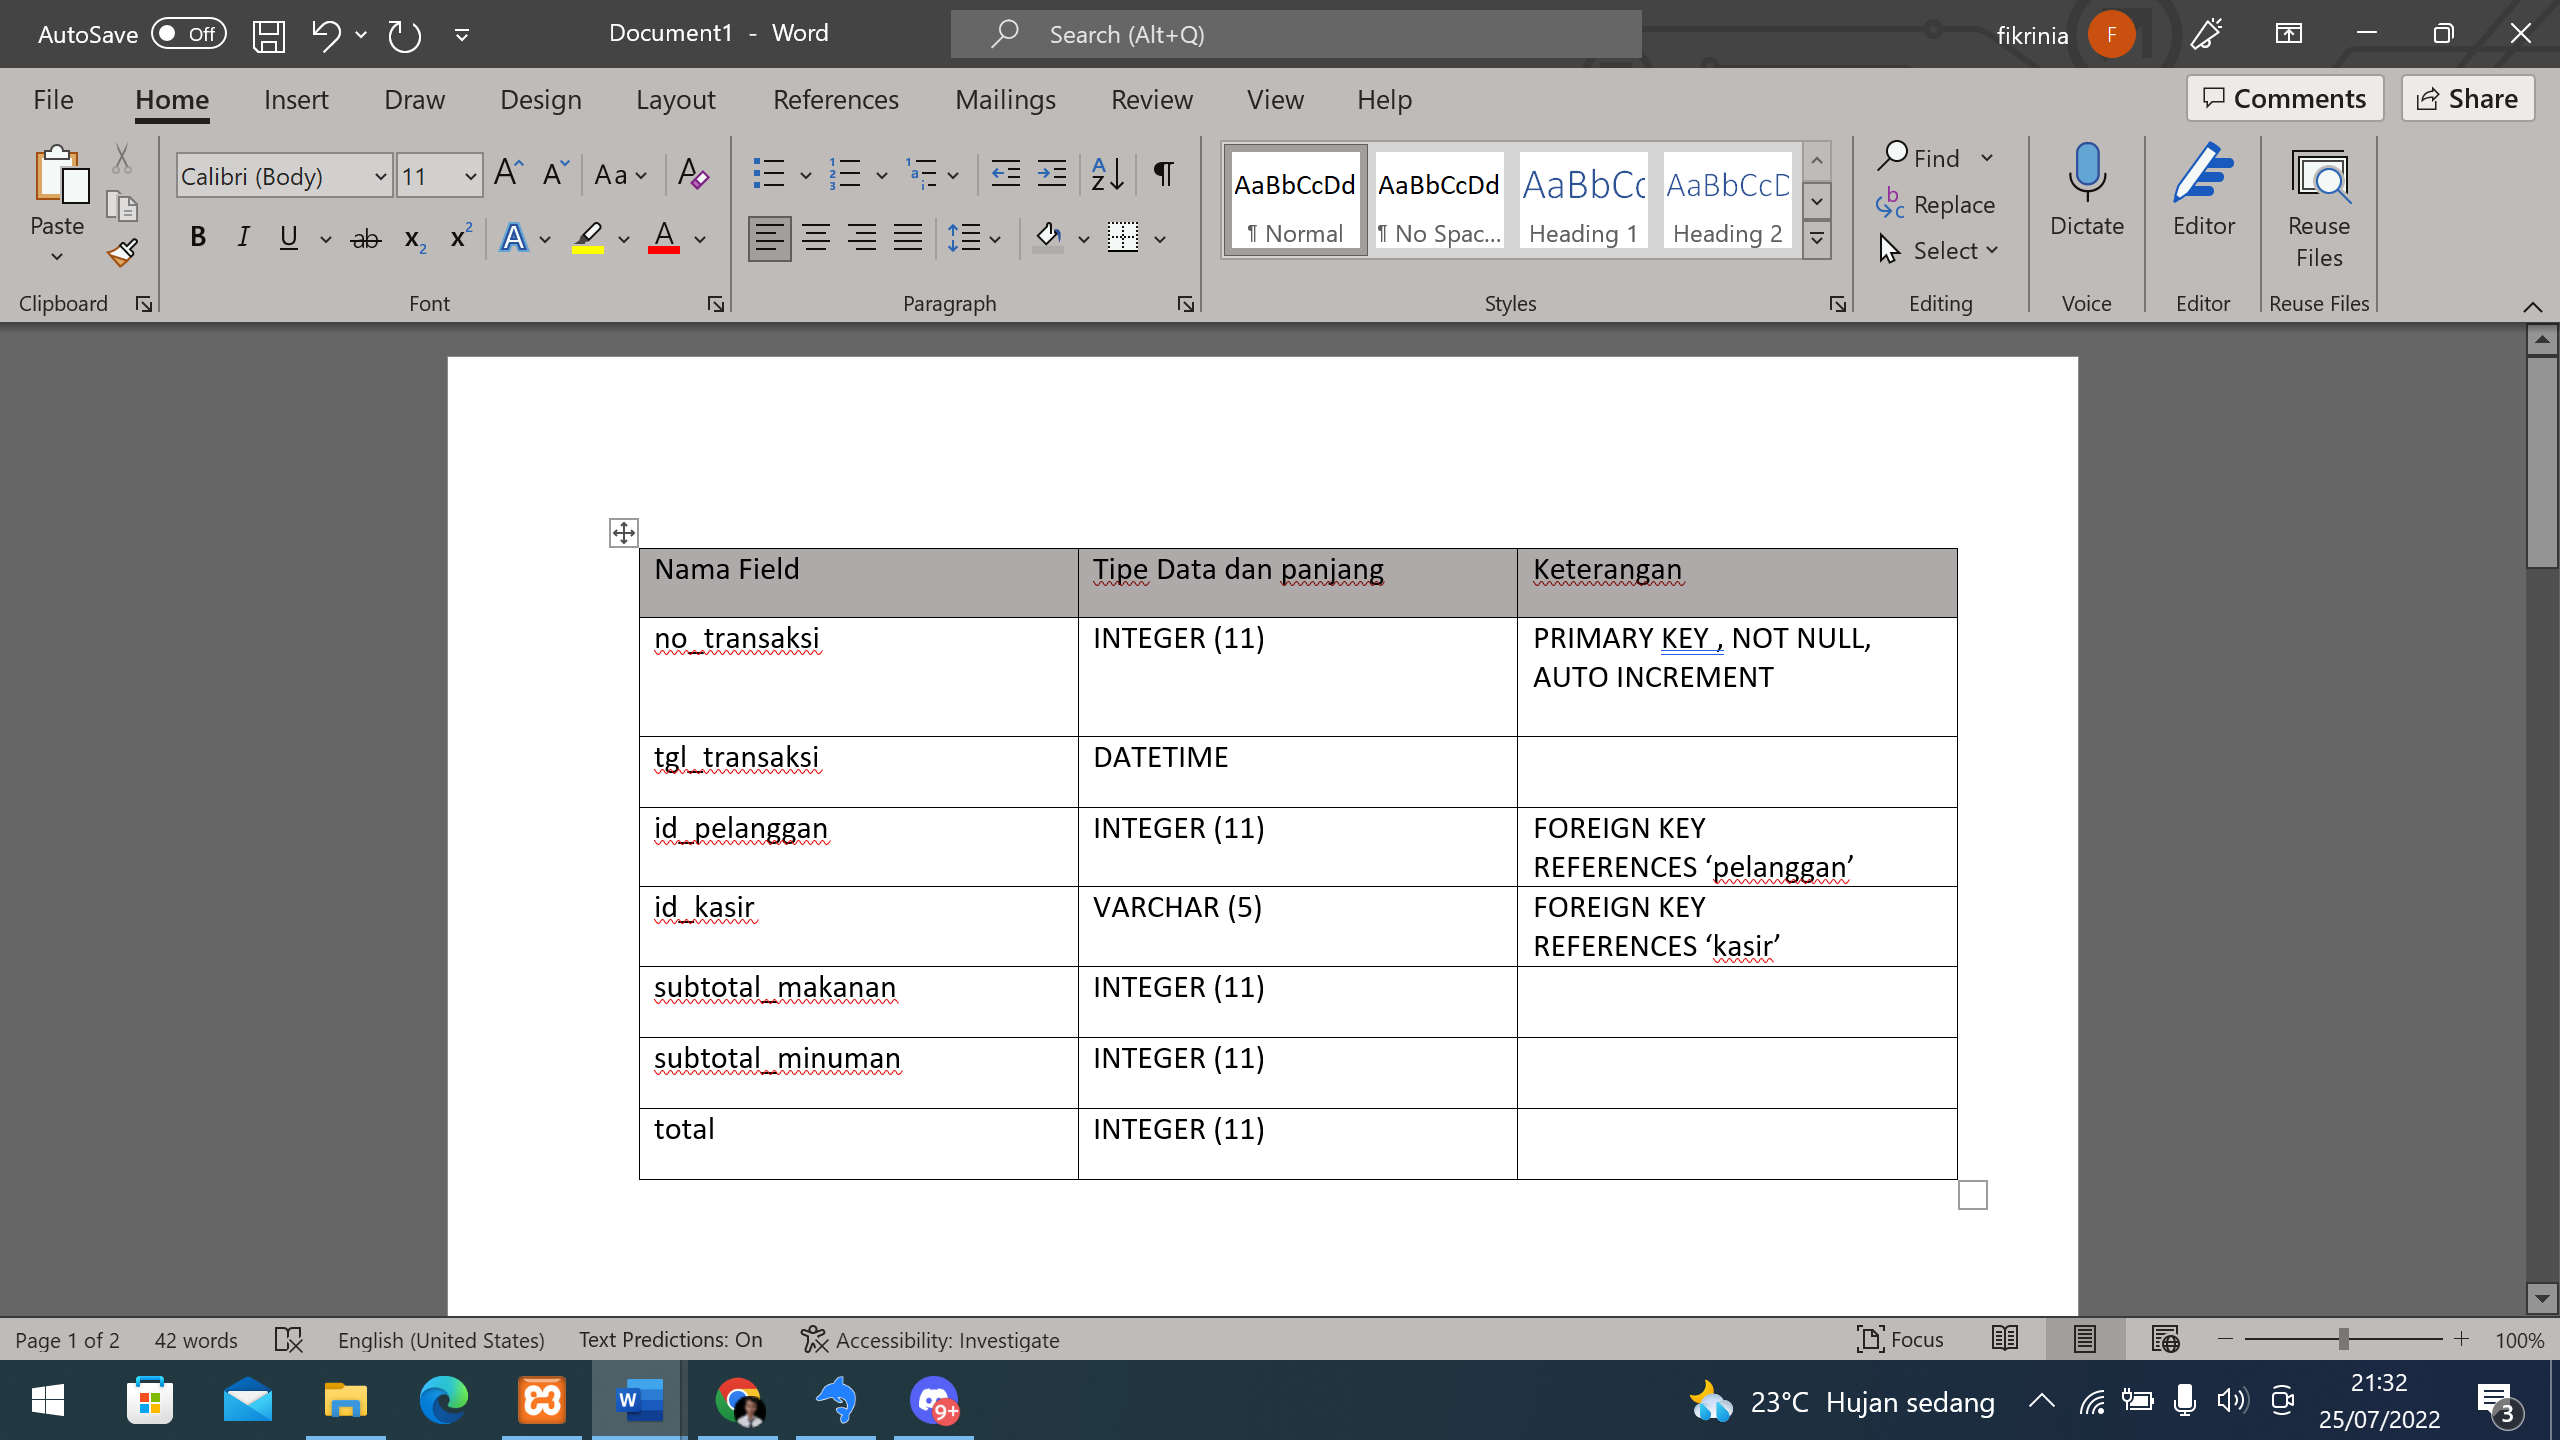 AutoSave Off Document1 - Word Search (Alt+Q) fikrinia F
File Home Insert Draw Design Layout References Mailings Review View Help Comments Share
Paste
Clipboard
Calibri (Body) 11 Aa
Font
Paragraph
AaBbCcDd AaBbCcDd AaBbCc AaBbCcD
¶ Normal ¶ No Spac... Heading 1 Heading 2
Styles
Find
Replace
Select
Editing
Dictate
Voice
Editor
Editor
Reuse
Files
Reuse Files
Nama Field Tipe Data dan panjang Keterangan
no_transaksi INTEGER (11) PRIMARY KEY , NOT NULL,
AUTO INCREMENT
tgl_transaksi DATETIME
id_pelanggan INTEGER (11) FOREIGN KEY
REFERENCES ‘pelanggan’
id_kasir VARCHAR (5) FOREIGN KEY
REFERENCES ‘kasir’
subtotal_makanan INTEGER (11)
subtotal_minuman INTEGER (11)
total INTEGER (11)
Page 1 of 2 42 words English (United States) Text Predictions: On Accessibility: Investigate Focus 100%
W 9+ 23°C Hujan sedang 21:32
25/07/2022 3